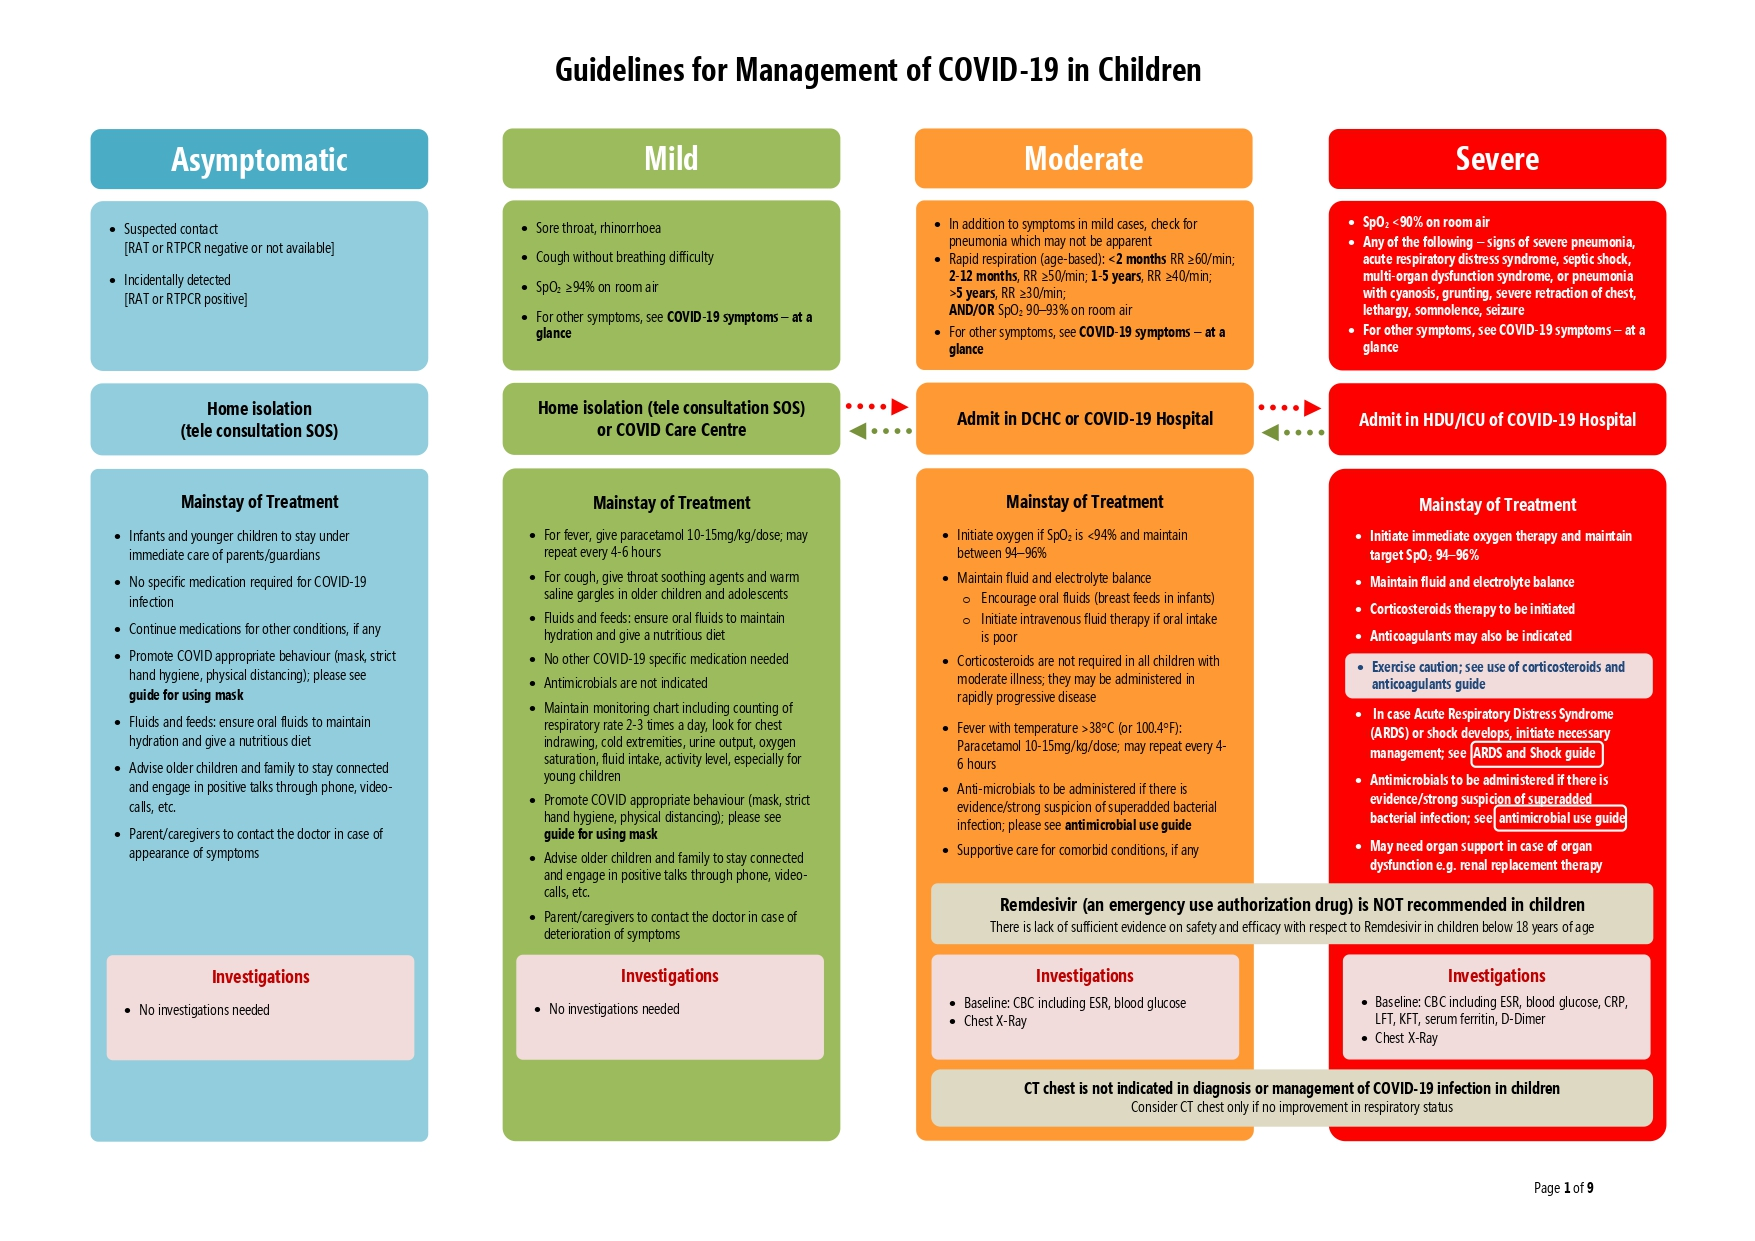 Guidelines for Management of COVID-19 in Children
Asymptomatic
• Suspected contact
[RAT or RTPCR negative or not available]
• Incidentally detected
[RAT or RTPCR positive]
Home isolation
(tele consultation SOS)
Mainstay of Treatment
• Infants and younger children to stay under
immediate care of parents/guardians
• No specific medication required for COVID-19
infection
• Continue medications for other conditions, if any
• Promote COVID appropriate behaviour (mask, strict
hand hygiene, physical distancing); please see
guide for using mask
• Fluids and feeds: ensure oral fluids to maintain
hydration and give a nutritious diet
• Advise older children and family to stay connected
and engage in positive talks through phone, video-
calls, etc.
• Parent/caregivers to contact the doctor in case of
appearance of symptoms
Investigations
• No investigations needed
Mild
• Sore throat, rhinorrhoea
• Cough without breathing difficulty
• SpO₂ ≥94% on room air
• For other symptoms, see COVID-19 symptoms – at a
glance
Home isolation (tele consultation SOS)
or COVID Care Centre
Mainstay of Treatment
• For fever, give paracetamol 10-15mg/kg/dose; may
repeat every 4-6 hours
• For cough, give throat soothing agents and warm
saline gargles in older children and adolescents
• Fluids and feeds: ensure oral fluids to maintain
hydration and give a nutritious diet
• No other COVID-19 specific medication needed
• Antimicrobials are not indicated
• Maintain monitoring chart including counting of
respiratory rate 2-3 times a day, look for chest
indrawing, cold extremities, urine output, oxygen
saturation, fluid intake, activity level, especially for
young children
• Promote COVID appropriate behaviour (mask, strict
hand hygiene, physical distancing); please see
guide for using mask
• Advise older children and family to stay connected
and engage in positive talks through phone, video-
calls, etc.
• Parent/caregivers to contact the doctor in case of
deterioration of symptoms
Investigations
• No investigations needed
Moderate
• In addition to symptoms in mild cases, check for
pneumonia which may not be apparent
• Rapid respiration (age-based): <2 months RR ≥60/min;
2-12 months, RR ≥50/min; 1-5 years, RR ≥40/min;
>5 years, RR ≥30/min;
AND/OR SpO₂ 90–93% on room air
• For other symptoms, see COVID-19 symptoms – at a
glance
Admit in DCHC or COVID-19 Hospital
Mainstay of Treatment
• Initiate oxygen if SpO₂ is <94% and maintain
between 94–96%
• Maintain fluid and electrolyte balance
o Encourage oral fluids (breast feeds in infants)
o Initiate intravenous fluid therapy if oral intake
is poor
• Corticosteroids are not required in all children with
moderate illness; they may be administered in
rapidly progressive disease
• Fever with temperature >38°C (or 100.4°F):
Paracetamol 10-15mg/kg/dose; may repeat every 4-
6 hours
• Anti-microbials to be administered if there is
evidence/strong suspicion of superadded bacterial
infection; please see antimicrobial use guide
• Supportive care for comorbid conditions, if any
Severe
• SpO₂ <90% on room air
• Any of the following – signs of severe pneumonia,
acute respiratory distress syndrome, septic shock,
multi-organ dysfunction syndrome, or pneumonia
with cyanosis, grunting, severe retraction of chest,
lethargy, somnolence, seizure
• For other symptoms, see COVID-19 symptoms – at a
glance
Admit in HDU/ICU of COVID-19 Hospital
Mainstay of Treatment
• Initiate immediate oxygen therapy and maintain
target SpO₂ 94–96%
• Maintain fluid and electrolyte balance
• Corticosteroids therapy to be initiated
• Anticoagulants may also be indicated
• Exercise caution; see use of corticosteroids and
anticoagulants guide
• In case Acute Respiratory Distress Syndrome
(ARDS) or shock develops, initiate necessary
management; see ARDS and Shock guide
• Antimicrobials to be administered if there is
evidence/strong suspicion of superadded
bacterial infection; see antimicrobial use guide
• May need organ support in case of organ
dysfunction e.g. renal replacement therapy
Remdesivir (an emergency use authorization drug) is NOT recommended in children
There is lack of sufficient evidence on safety and efficacy with respect to Remdesivir in children below 18 years of age
Investigations
• Baseline: CBC including ESR, blood glucose
• Chest X-Ray
Investigations
• Baseline: CBC including ESR, blood glucose, CRP,
LFT, KFT, serum ferritin, D-Dimer
• Chest X-Ray
CT chest is not indicated in diagnosis or management of COVID-19 infection in children
Consider CT chest only if no improvement in respiratory status
Page 1 of 9